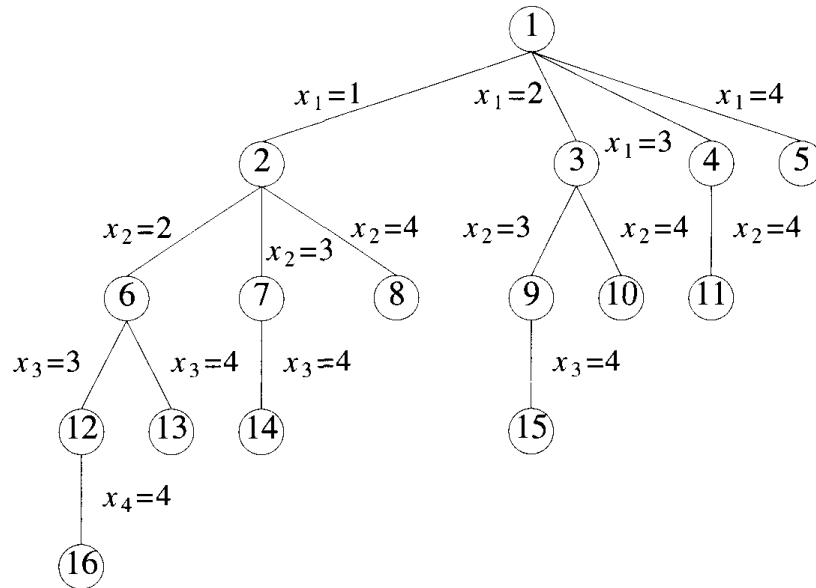 1
x1=1
x1=2
x1=3
x1=4
2
3
4
5
x2=2
x2=3
x2=4
x2=3
x2=4
x2=4
6
7
8
9
10
11
x3=3
x3=4
x3=4
x3=4
12
13
14
15
x4=4
16